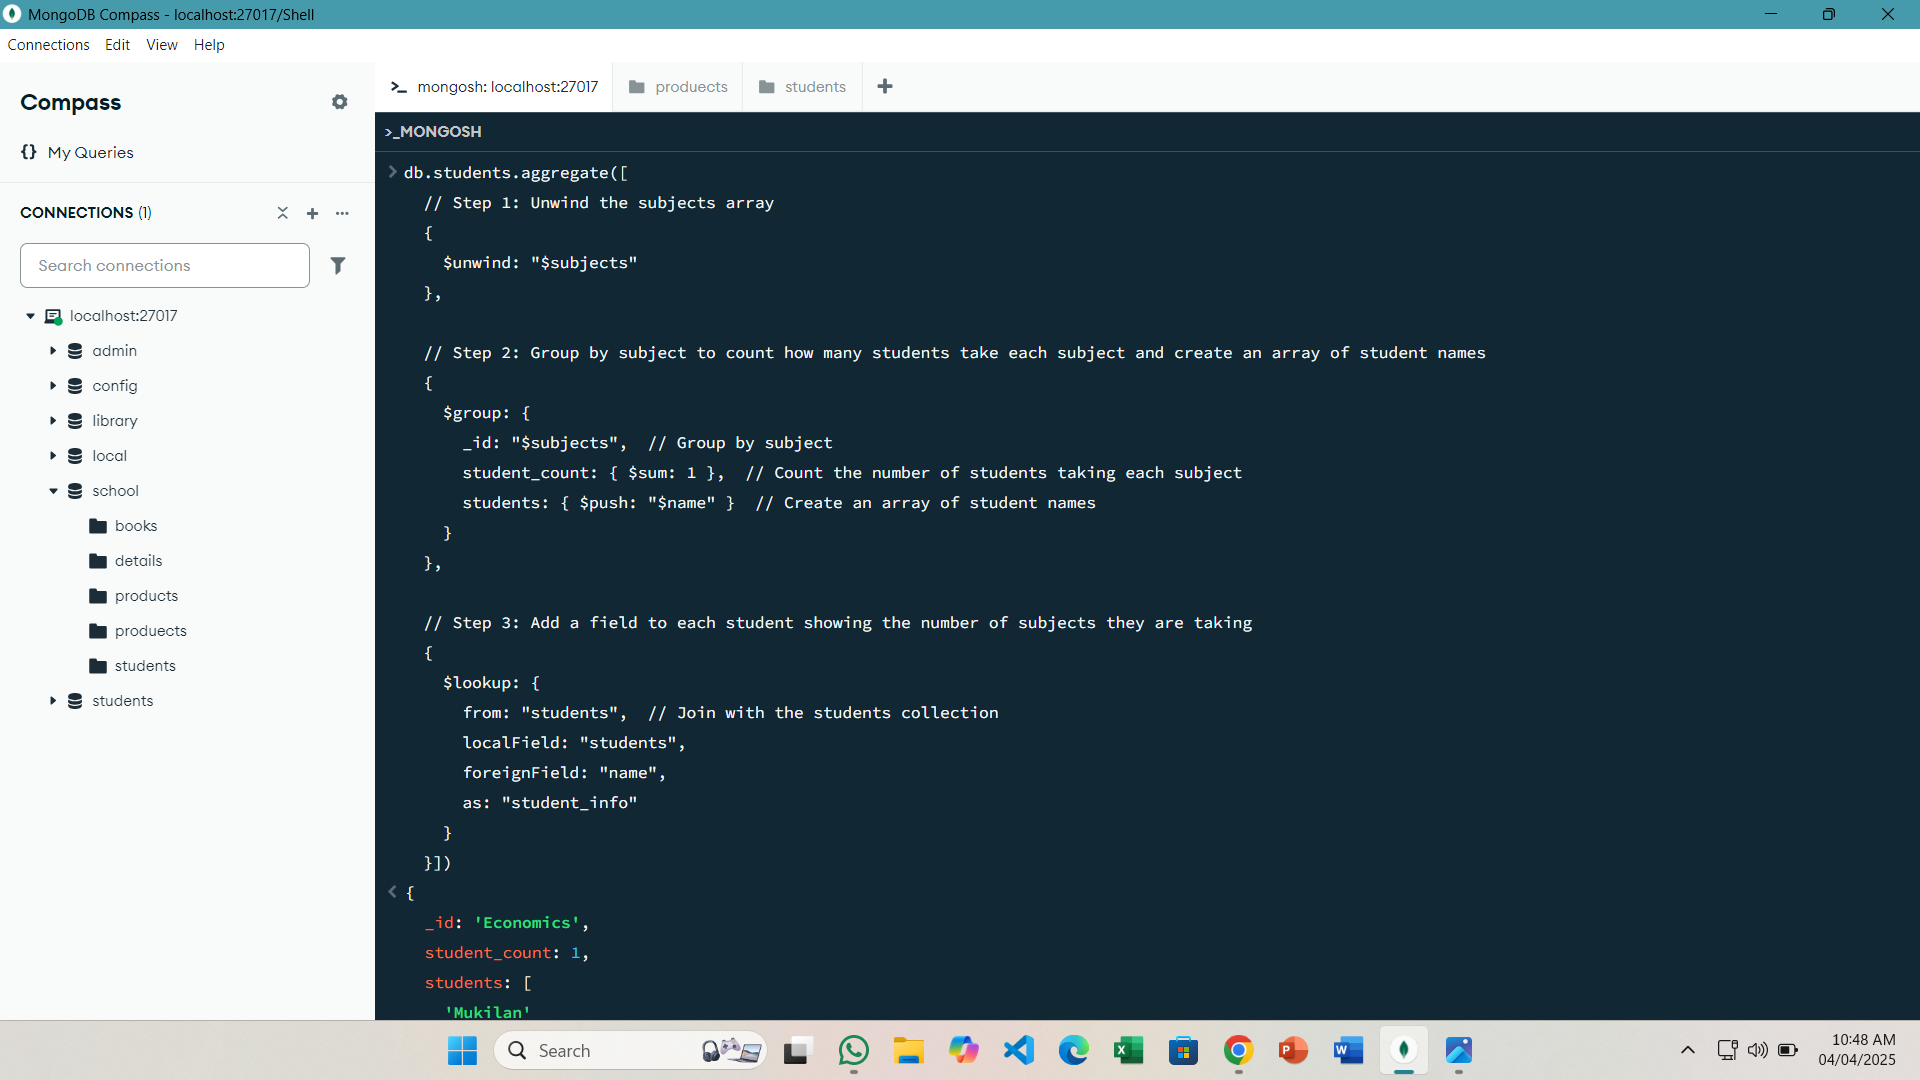 MongoDB Compass - localhost:27017/Shell
Connections Edit View Help
Compass
{} My Queries
CONNECTIONS (1)
Search connections
localhost:27017
admin
config
library
local
school
books
details
products
produects
students
students
>_ mongosh: localhost:27017 produects students +
>_MONGOSH
> db.students.aggregate([
// Step 1: Unwind the subjects array
{
$unwind: "$subjects"
},
// Step 2: Group by subject to count how many students take each subject and create an array of student names
{
$group: {
_id: "$subjects",  // Group by subject
student_count: { $sum: 1 },  // Count the number of students taking each subject
students: { $push: "$name" }  // Create an array of student names
}
},
// Step 3: Add a field to each student showing the number of subjects they are taking
{
$lookup: {
from: "students",  // Join with the students collection
localField: "students",
foreignField: "name",
as: "student_info"
}
}])
< {
_id: 'Economics',
student_count: 1,
students: [
'Mukilan'
Search
10:48 AM
04/04/2025